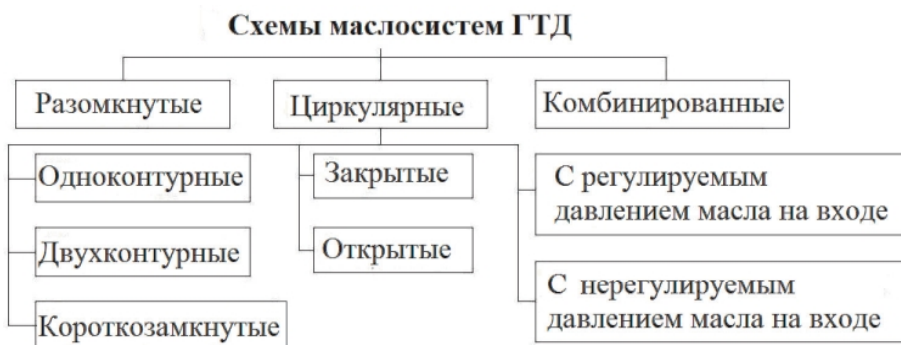 Схемы маслосистем ГТД
Разомкнутые
Циркулярные
Комбинированные
Одноконтурные
Двухконтурные
Короткозамкнутые
Закрытые
Открытые
С регулируемым
давлением масла на входе
С нерегулируемым
давлением масла на входе